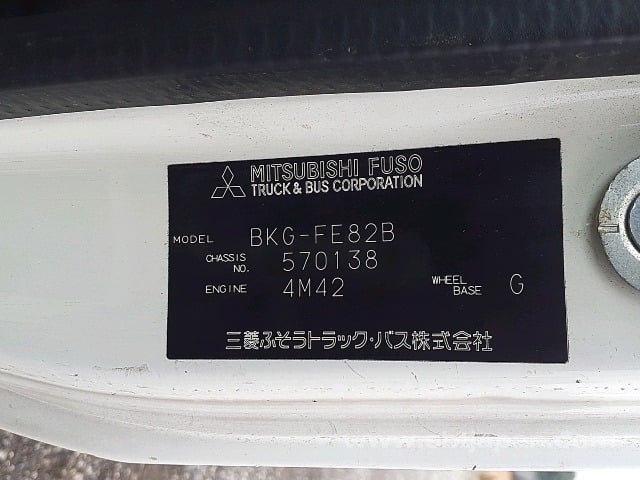 MITSUBISHI FUSO
TRUCK & BUS CORPORATION
MODEL BKG-FE82B
CHASSIS NO. 570138
ENGINE 4M42 WHEEL BASE G
三菱ふそうトラック・バス株式会社